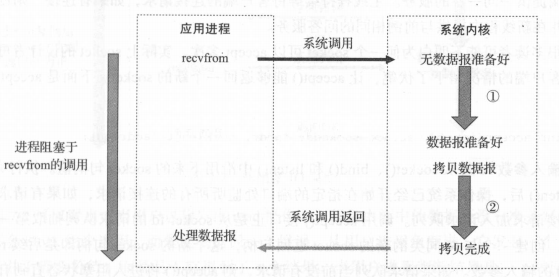 应用进程
系统内核
系统调用
recvfrom
无数据报准备好
①
数据报准备好
进程阻塞于
recvfrom的调用
拷贝数据报
②
系统调用返回
处理数据报
拷贝完成